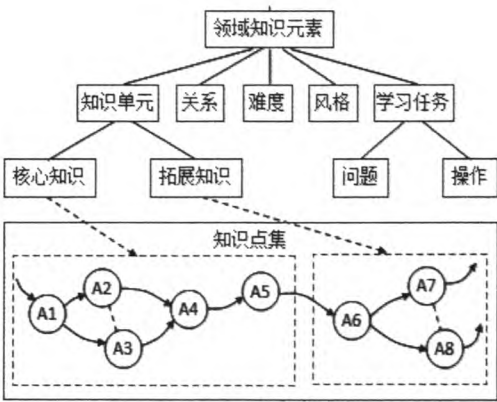 领域知识元素
知识单元 关系 难度 风格 学习任务
核心知识 拓展知识 问题 操作
知识点集
A1 A2 A3 A4 A5 A6 A7 A8